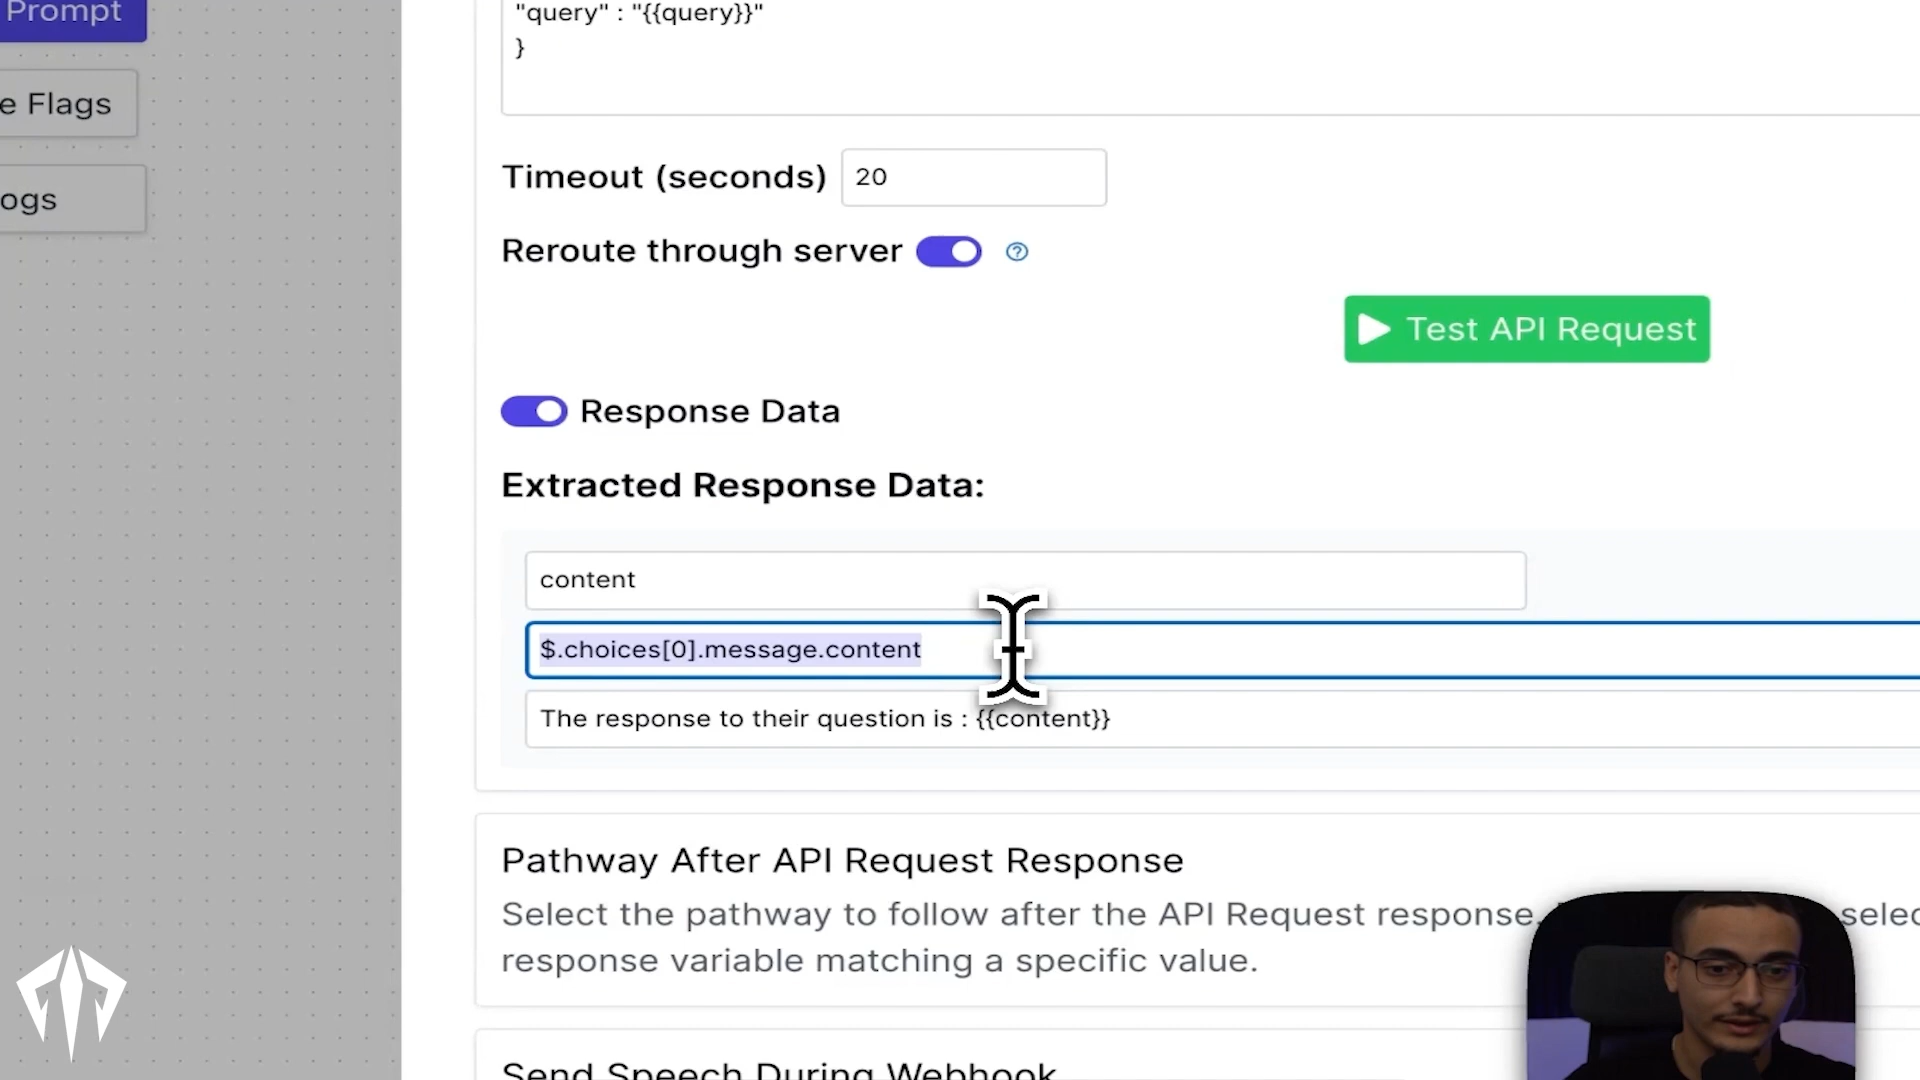 Prompt
"query" : "{{query}}"
}
e Flags
ogs
Timeout (seconds)
20
Reroute through server
Test API Request
Response Data
Extracted Response Data:
content
$.choices[0].message.content
The response to their question is : {{content}}
Pathway After API Request Response
Select the pathway to follow after the API Request response.
selec
response variable matching a specific value.
Send Speech During Webhook